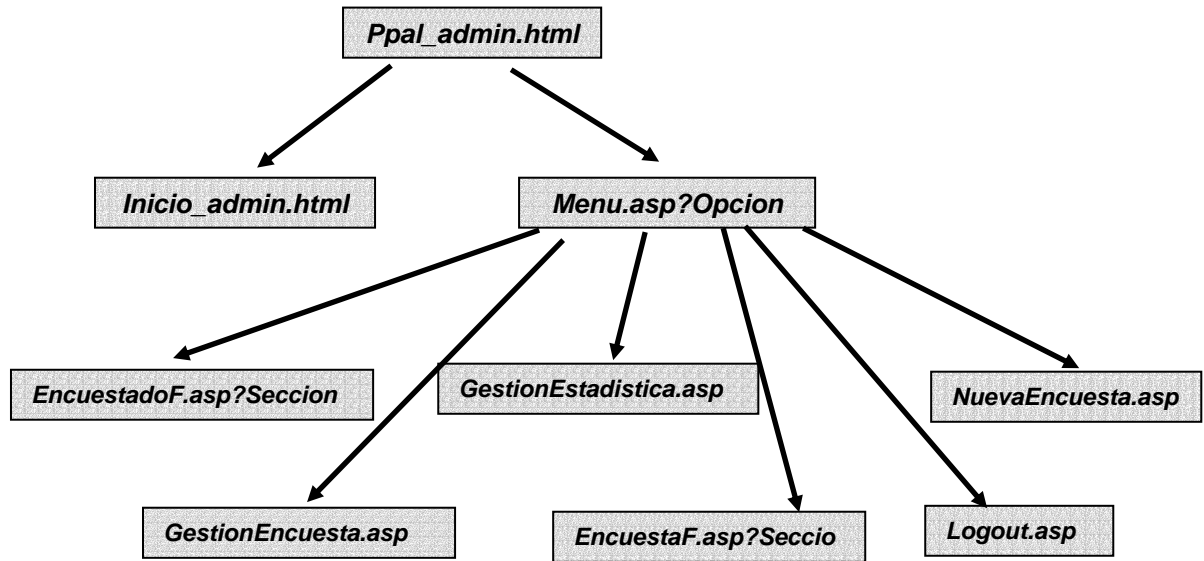 Ppal_admin.html
Inicio_admin.html
Menu.asp?Opcion
EncuestadoF.asp?Seccion
GestionEstadistica.asp
NuevaEncuesta.asp
GestionEncuesta.asp
EncuestaF.asp?Seccio
Logout.asp